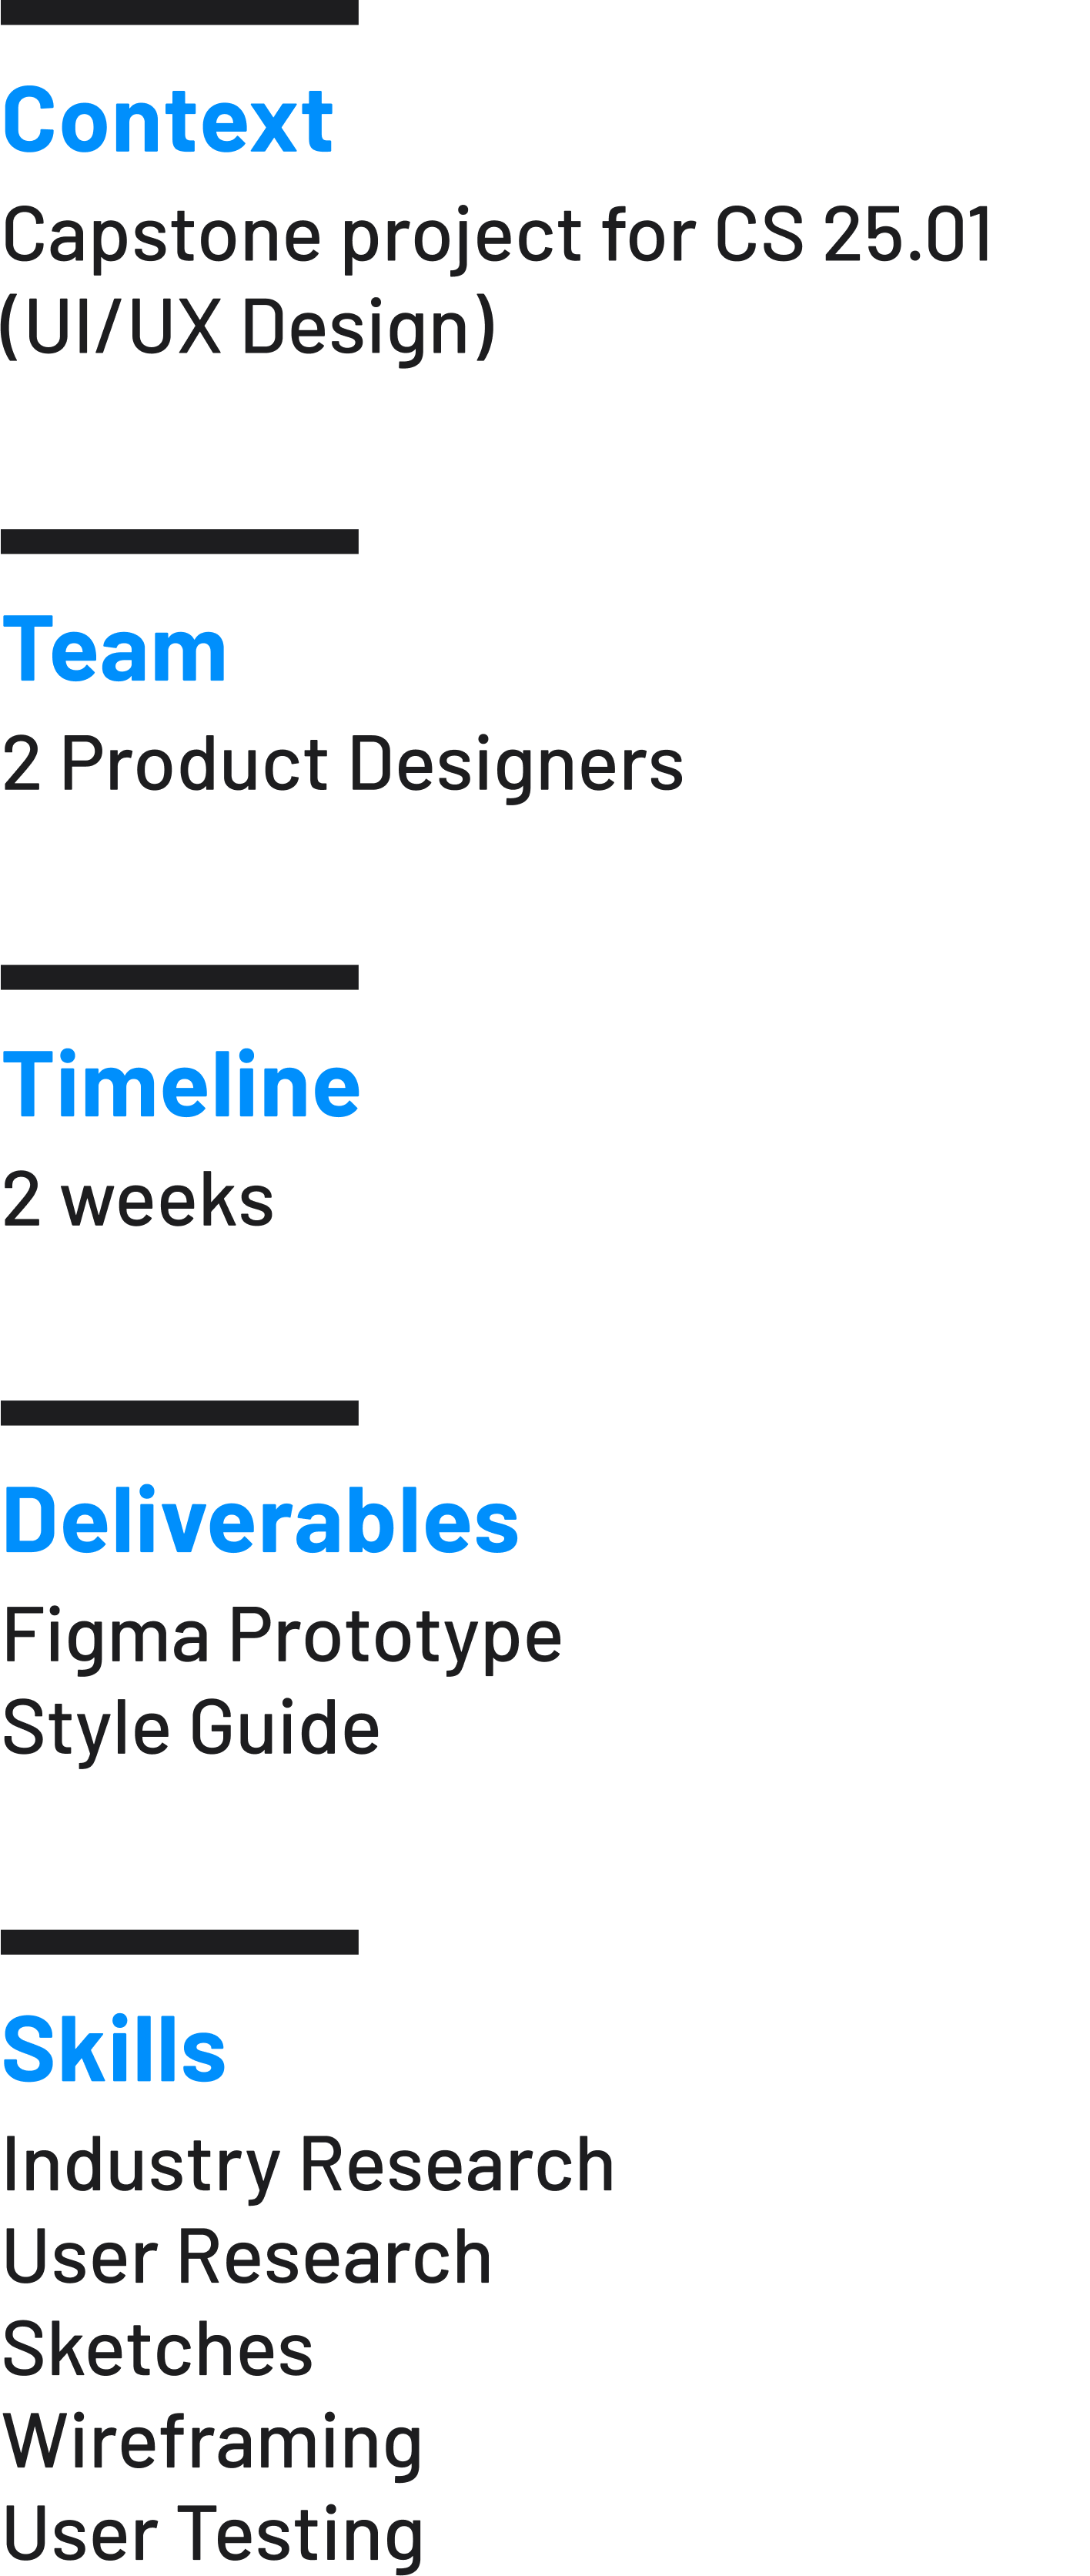 Context
Capstone project for CS 25.01
(UI/UX Design)
Team
2 Product Designers
Timeline
2 weeks
Deliverables
Figma Prototype
Style Guide
Skills
Industry Research
User Research
Sketches
Wireframing
User Testing